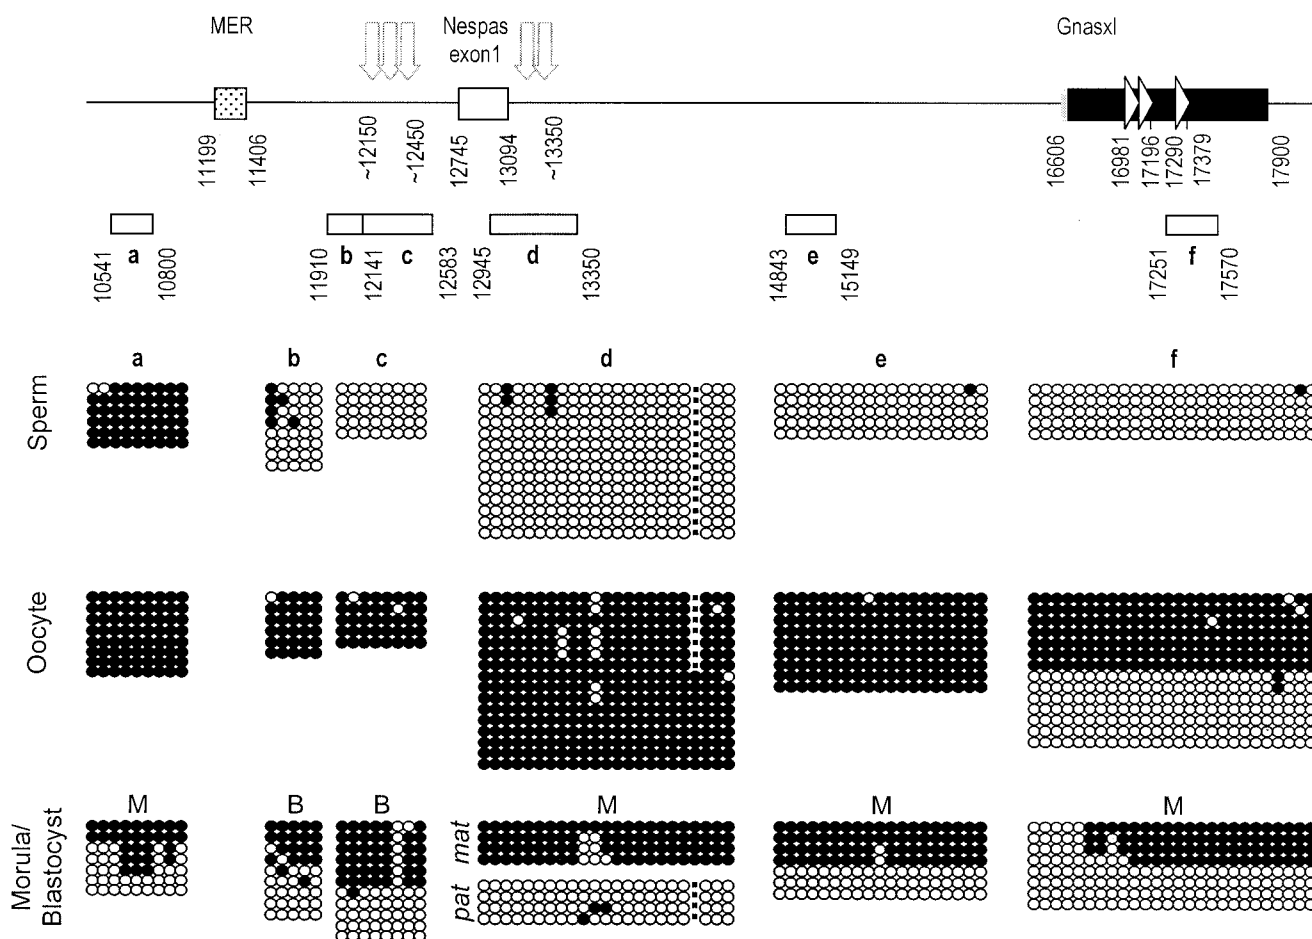 MER
Nespas
exon1
Gnasxl
11199
11406
~12150
~12450
12745
13094
~13350
16606
16981
17196
17290
17379
17900
a
b
c
d
e
f
10541
10800
11910
12141
12583
12945
13350
14843
15149
17251
17570
a
b
c
d
e
f
Sperm
Oocyte
Morula/
Blastocyst
M
B
B
M
M
M
mat
pat